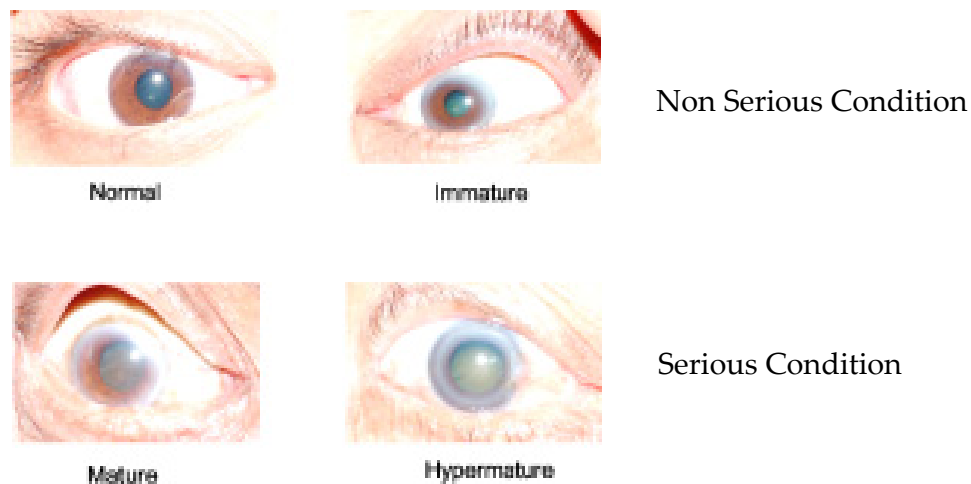 Non Serious Condition
Normal
Immature
Serious Condition
Mature
Hypermature